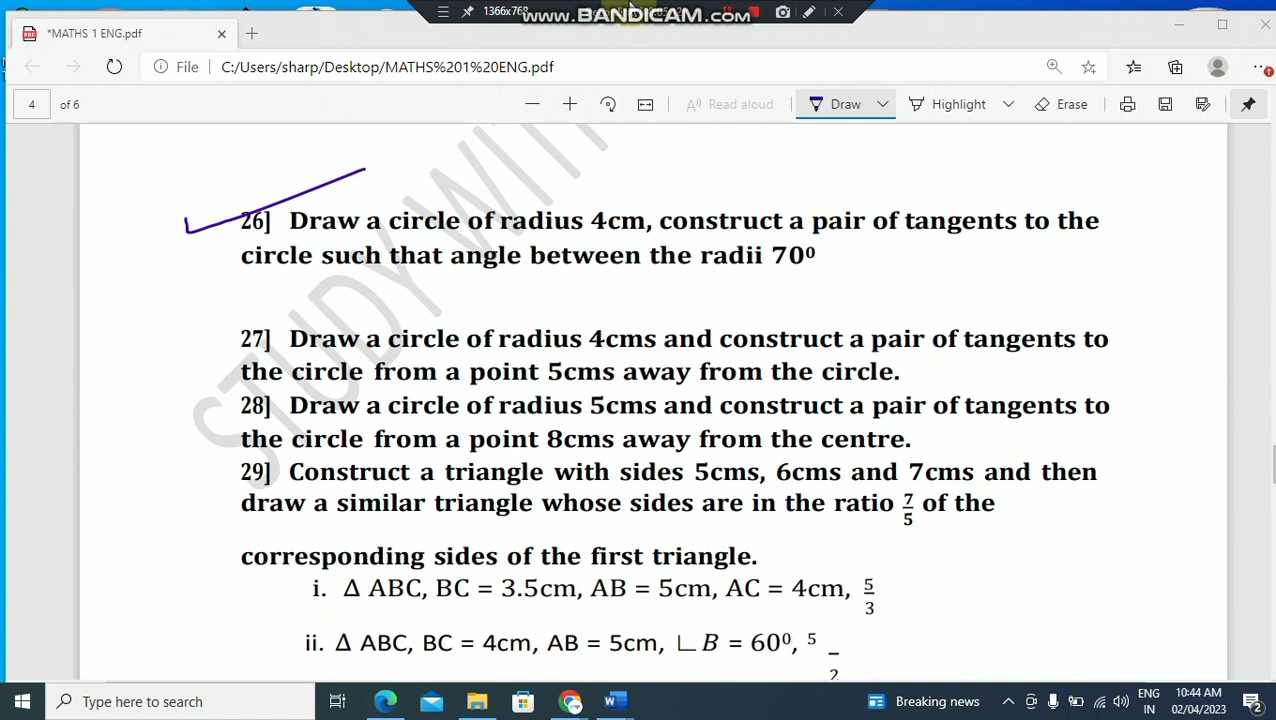 1366x768
www.BANDICAM.com
*MATHS 1 ENG.pdf
File C:/Users/sharp/Desktop/MATHS%201%20ENG.pdf
4 of 6 Read aloud Draw Highlight Erase
STUDY WIT
26] Draw a circle of radius 4cm, construct a pair of tangents to the
circle such that angle between the radii 70⁰
27] Draw a circle of radius 4cms and construct a pair of tangents to
the circle from a point 5cms away from the circle.
28] Draw a circle of radius 5cms and construct a pair of tangents to
the circle from a point 8cms away from the centre.
29] Construct a triangle with sides 5cms, 6cms and 7cms and then
draw a similar triangle whose sides are in the ratio 7/5 of the
corresponding sides of the first triangle.
i. ∆ ABC, BC = 3.5cm, AB = 5cm, AC = 4cm, 5/3
ii. ∆ ABC, BC = 4cm, AB = 5cm, ∟B = 60⁰, 5/2
Type here to search Breaking news ENG 10:44 AM
IN 02/04/2023 2